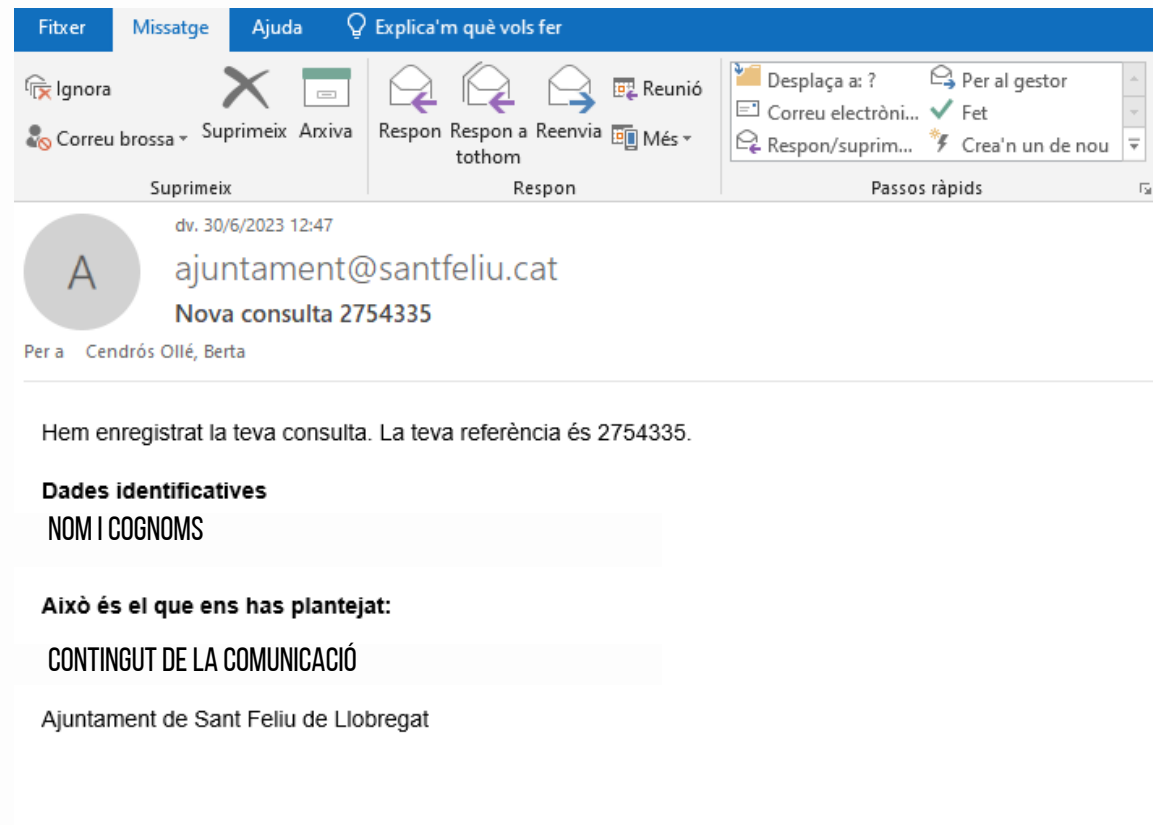 Fitxer Missatge Ajuda Explica'm què vols fer
Ignora
Correu brossa
Suprimeix
Arxiva
Suprimeix
Respon
Respon a tothom
Reenvia
Reunió
Més
Respon
Desplaça a: ?
Correu electròni...
Respon/suprim...
Per al gestor
Fet
Crea'n un de nou
Passos ràpids
A
dv. 30/6/2023 12:47
ajuntament@santfeliu.cat
Nova consulta 2754335
Per a Cendrós Ollé, Berta
Hem enregistrat la teva consulta. La teva referència és 2754335.
Dades identificatives
NOM I COGNOMS
Això és el que ens has plantejat:
CONTINGUT DE LA COMUNICACIÓ
Ajuntament de Sant Feliu de Llobregat